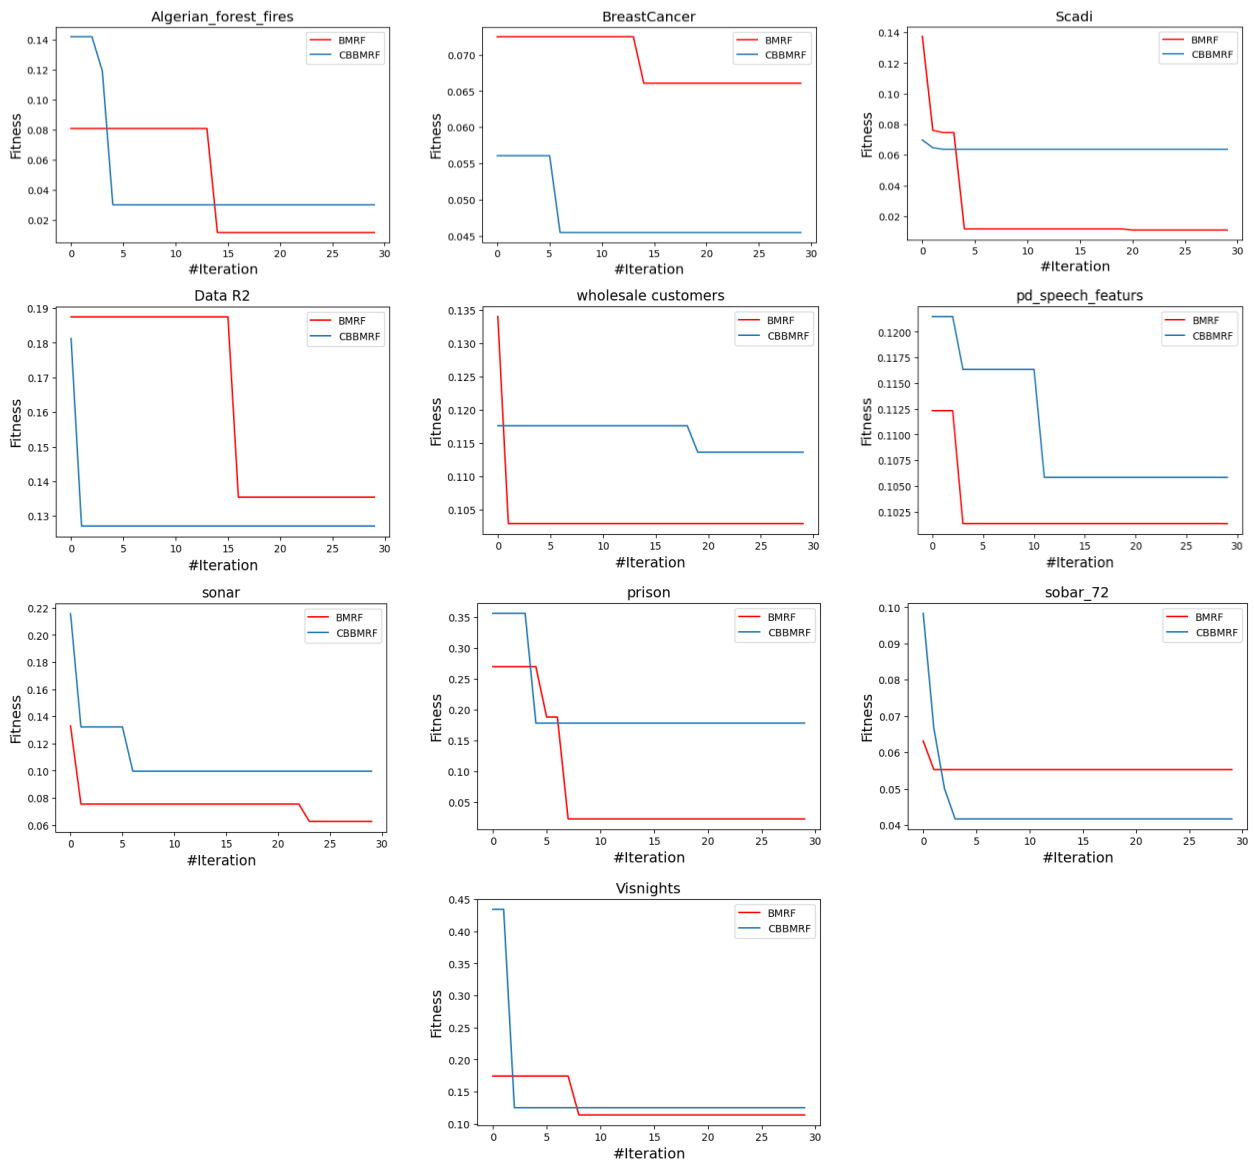 Algerian_forest_fires
0.14
0.12
0.10
0.08
0.06
0.04
0.02
Fitness
BMRF
CBBMRF
0 5 10 15 20 25 30
#Iteration
BreastCancer
0.070
0.065
0.060
0.055
0.050
0.045
Fitness
BMRF
CBBMRF
0 5 10 15 20 25 30
#Iteration
Scadi
0.14
0.12
0.10
0.08
0.06
0.04
0.02
Fitness
BMRF
CBBMRF
0 5 10 15 20 25 30
#Iteration
Data R2
0.19
0.18
0.17
0.16
0.15
0.14
0.13
Fitness
BMRF
CBBMRF
0 5 10 15 20 25 30
#Iteration
wholesale customers
0.135
0.130
0.125
0.120
0.115
0.110
0.105
Fitness
BMRF
CBBMRF
0 5 10 15 20 25 30
#Iteration
pd_speech_featurs
0.1200
0.1175
0.1150
0.1125
0.1100
0.1075
0.1050
0.1025
Fitness
BMRF
CBBMRF
0 5 10 15 20 25 30
#Iteration
sonar
0.22
0.20
0.18
0.16
0.14
0.12
0.10
0.08
0.06
Fitness
BMRF
CBBMRF
0 5 10 15 20 25 30
#Iteration
prison
0.35
0.30
0.25
0.20
0.15
0.10
0.05
Fitness
BMRF
CBBMRF
0 5 10 15 20 25 30
#Iteration
sobar_72
0.10
0.09
0.08
0.07
0.06
0.05
0.04
Fitness
BMRF
CBBMRF
0 5 10 15 20 25 30
#Iteration
Visnights
0.45
0.40
0.35
0.30
0.25
0.20
0.15
0.10
Fitness
BMRF
CBBMRF
0 5 10 15 20 25 30
#Iteration